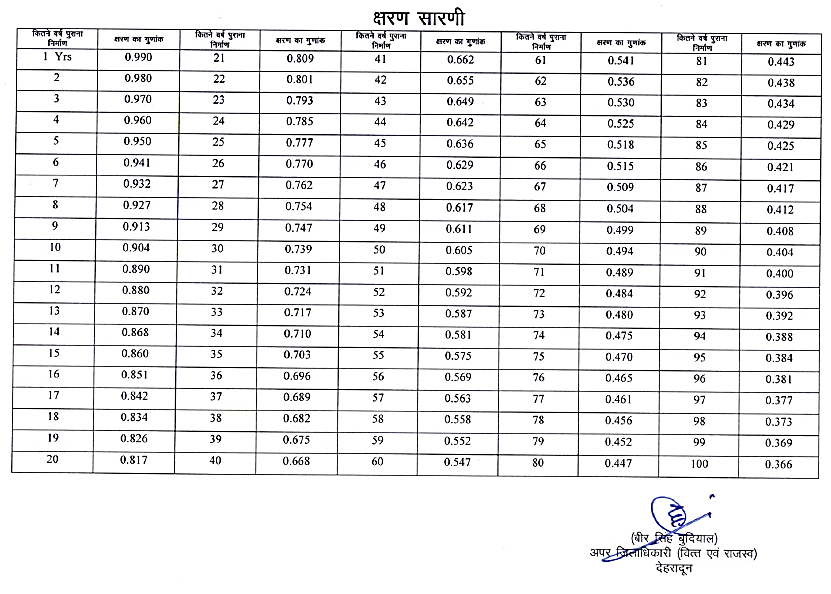 क्षरण सारणी
कितने वर्ष पुराना निर्माण क्षरण का गुणांक कितने वर्ष पुराना निर्माण क्षरण का गुणांक कितने वर्ष पुराना निर्माण क्षरण का गुणांक कितने वर्ष पुराना निर्माण क्षरण का गुणांक कितने वर्ष पुराना निर्माण क्षरण का गुणांक
1 Yrs 0.990 21 0.809 41 0.662 61 0.541 81 0.443
2 0.980 22 0.801 42 0.655 62 0.536 82 0.438
3 0.970 23 0.793 43 0.649 63 0.530 83 0.434
4 0.960 24 0.785 44 0.642 64 0.525 84 0.429
5 0.950 25 0.777 45 0.636 65 0.518 85 0.425
6 0.941 26 0.770 46 0.629 66 0.515 86 0.421
7 0.932 27 0.762 47 0.623 67 0.509 87 0.417
8 0.927 28 0.754 48 0.617 68 0.504 88 0.412
9 0.913 29 0.747 49 0.611 69 0.499 89 0.408
10 0.904 30 0.739 50 0.605 70 0.494 90 0.404
11 0.890 31 0.731 51 0.598 71 0.489 91 0.400
12 0.880 32 0.724 52 0.592 72 0.484 92 0.396
13 0.870 33 0.717 53 0.587 73 0.480 93 0.392
14 0.868 34 0.710 54 0.581 74 0.475 94 0.388
15 0.860 35 0.703 55 0.575 75 0.470 95 0.384
16 0.851 36 0.696 56 0.569 76 0.465 96 0.381
17 0.842 37 0.689 57 0.563 77 0.461 97 0.377
18 0.834 38 0.682 58 0.558 78 0.456 98 0.373
19 0.826 39 0.675 59 0.552 79 0.452 99 0.369
20 0.817 40 0.668 60 0.547 80 0.447 100 0.366
(बीर सिंह बुदियाल)
अपर जिलाधिकारी (वित्त एवं राजस्व)
देहरादून